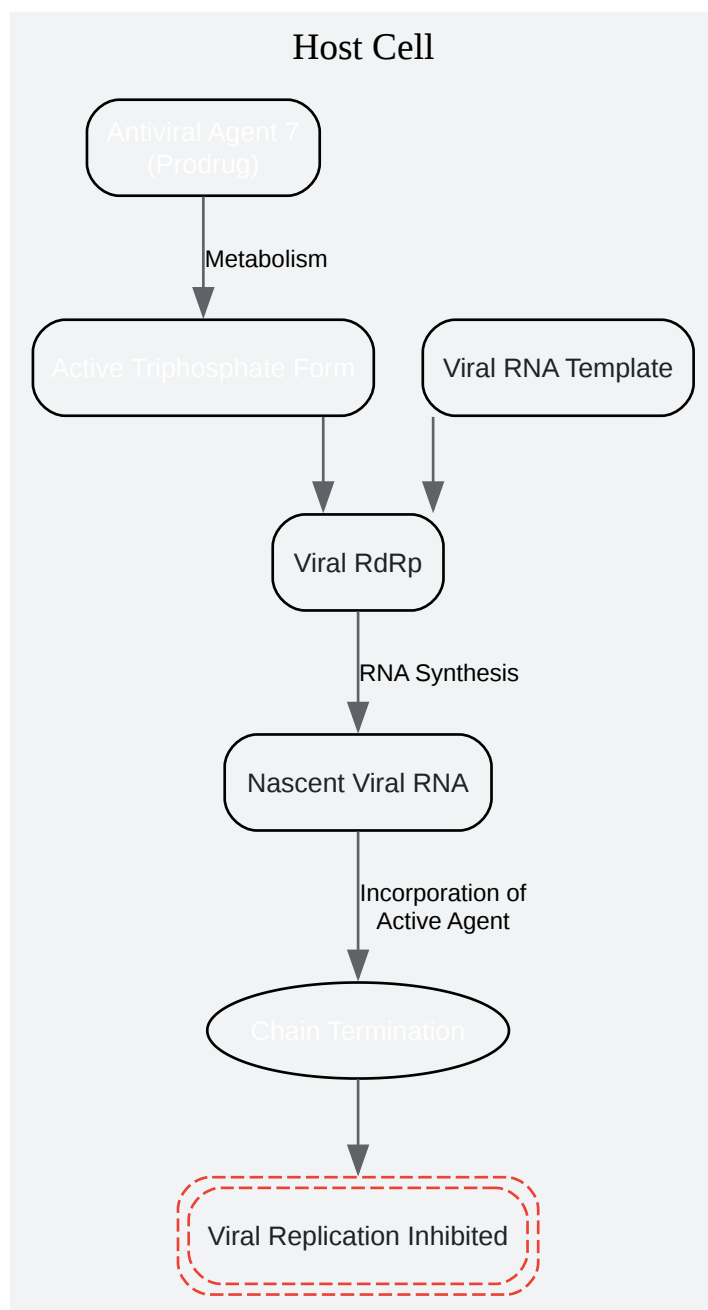 Host Cell
Antiviral Agent 7
(Prodrug)
Metabolism
Active Triphosphate Form
Viral RNA Template
Viral RdRp
RNA Synthesis
Nascent Viral RNA
Incorporation of
Active Agent
Chain Termination
Viral Replication Inhibited